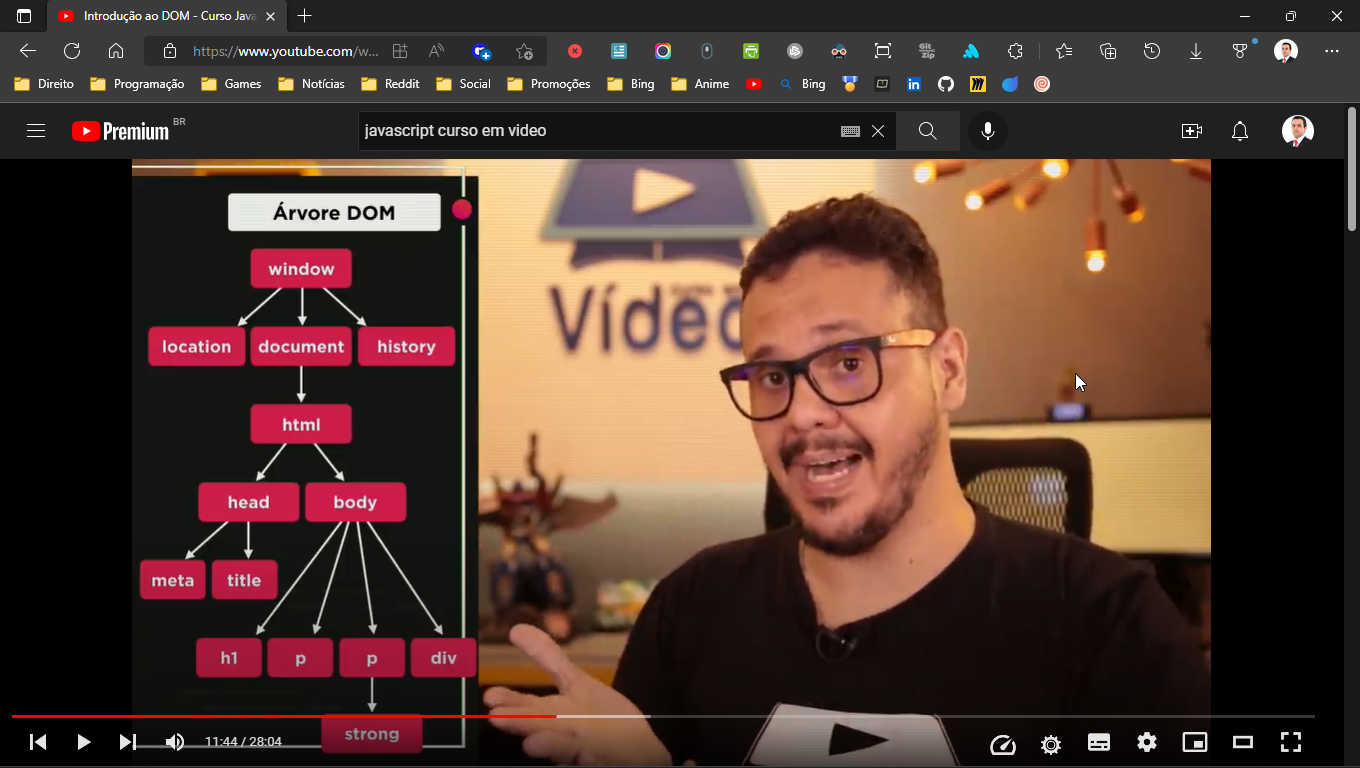 Introdução ao DOM - Curso Java
https://www.youtube.com/w...
Direito
Programação
Games
Notícias
Reddit
Social
Promoções
Bing
Anime
Bing
Premium BR
javascript curso em video
Árvore DOM
window
location document history
html
head body
meta title
h1 p p div
strong
Vídeo
11:44 / 28:04